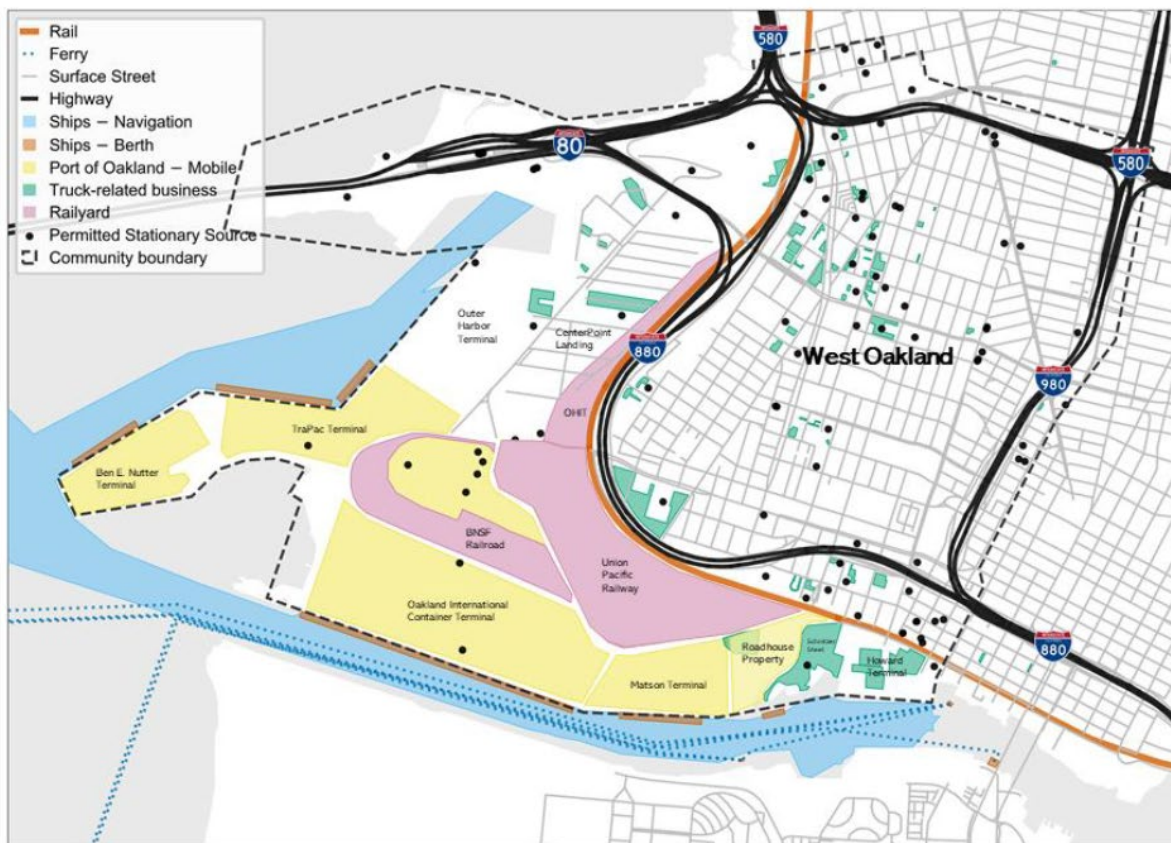 Rail
Ferry
Surface Street
Highway
Ships – Navigation
Ships – Berth
Port of Oakland – Mobile
Truck-related business
Railyard
Permitted Stationary Source
Community boundary
580
80
580
Outer
Harbor
Terminal
CenterPoint
Landing
880
West Oakland
980
OHIT
TraPac Terminal
Ben E. Nutter
Terminal
BNSF
Railroad
Union
Pacific
Railway
Oakland International
Container Terminal
Roadhouse
Property
Schnitzer
Steel
Howard
Terminal
880
Matson Terminal